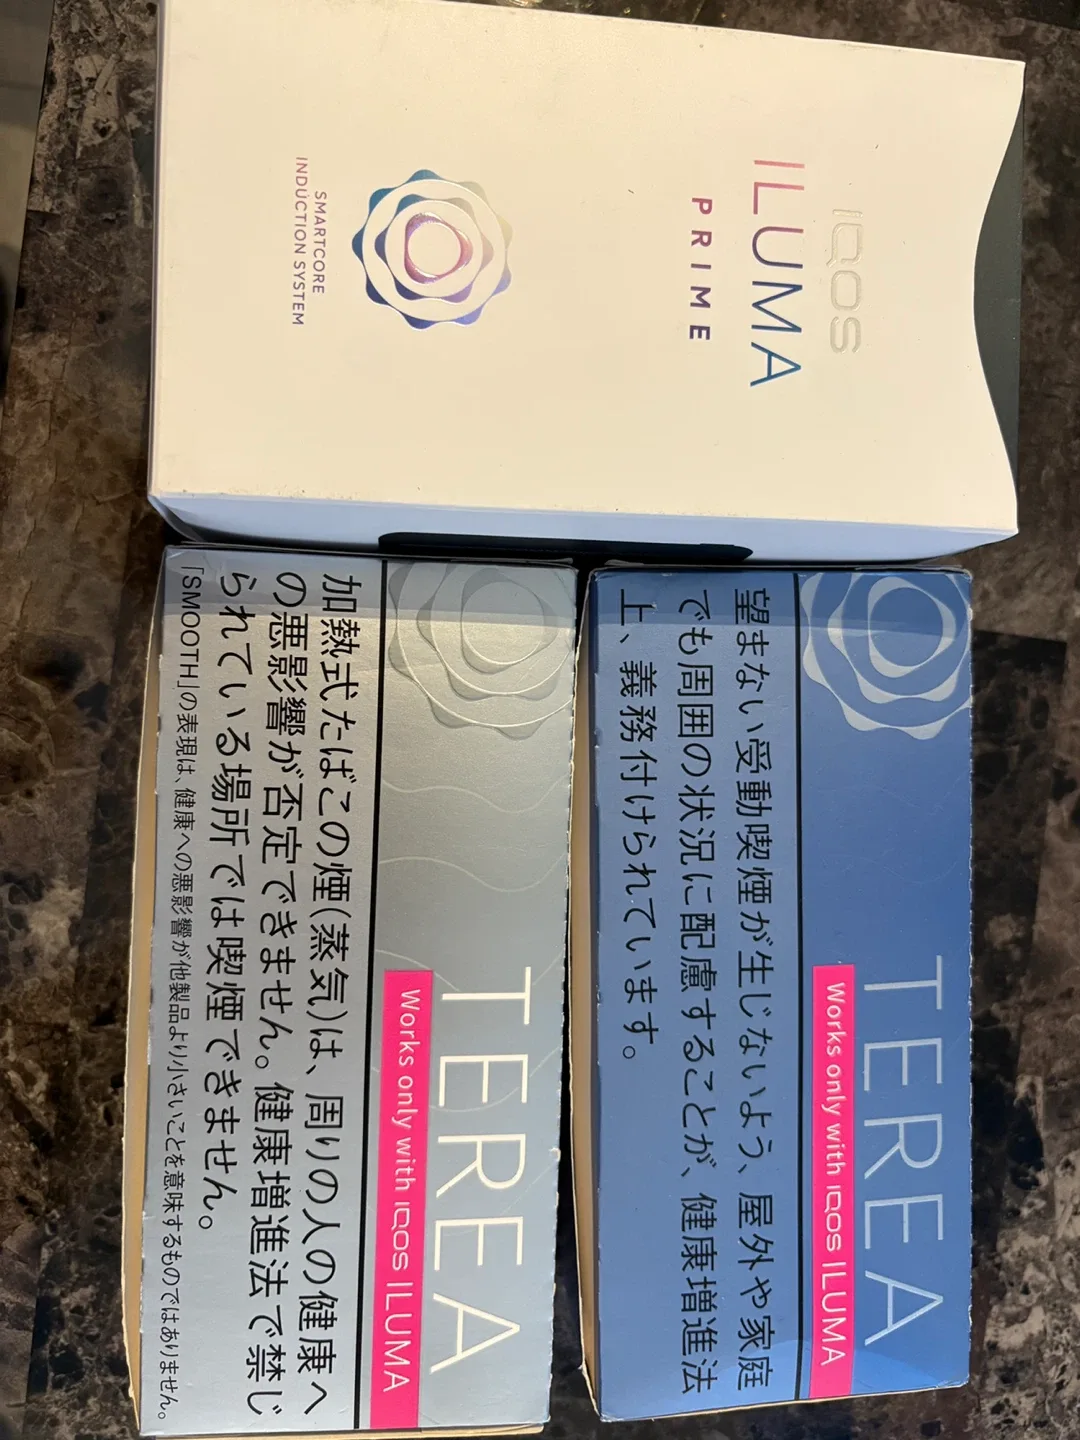 IQOS
ILUMA
PRIME
SMARTCORE
INDUCTION SYSTEM
TEREA
Works only with IQOS ILUMA
加熱式たばこの煙(蒸気)は、周りの人の健康へ
の悪影響が否定できません。健康増進法で禁じ
られている場所では喫煙できません。
「SMOOTH」の表現は、健康への悪影響が他製品より小さいことを意味するものではありません。
TEREA
Works only with IQOS ILUMA
望まない受動喫煙が生じないよう、屋外や家庭
でも周囲の状況に配慮することが、健康増進法
上、義務付けられています。